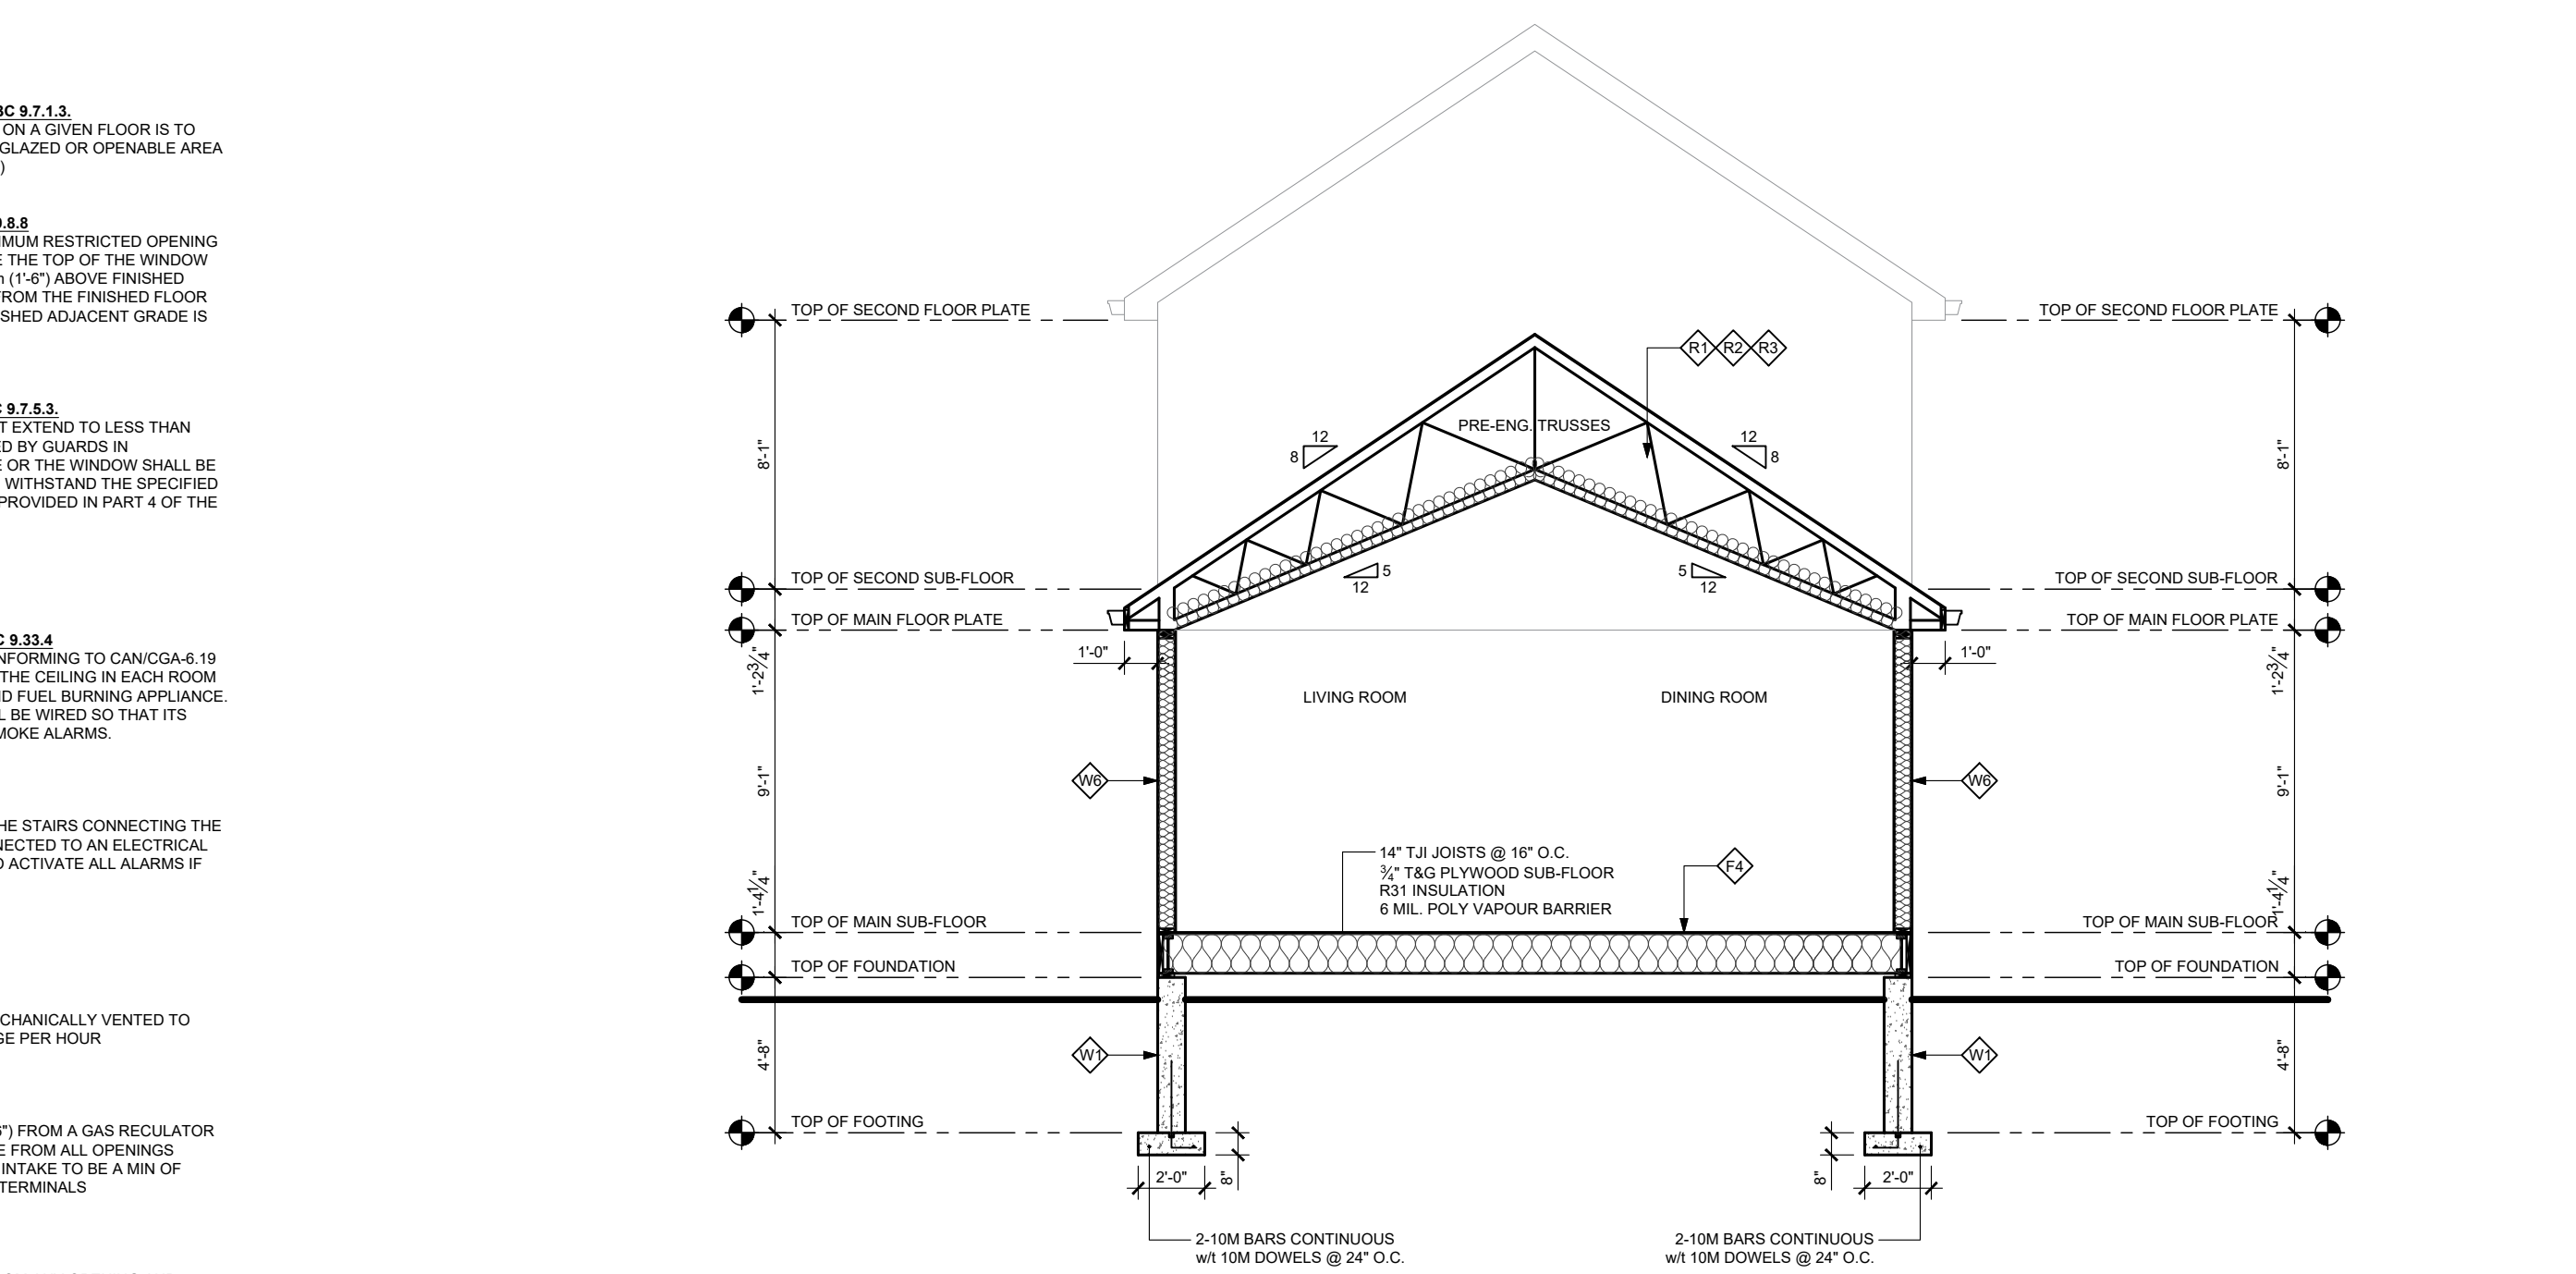 BC 9.7.1.3.
ON A GIVEN FLOOR IS TO
GLAZED OR OPENABLE AREA
)
9.8.8
IMUM RESTRICTED OPENING
E THE TOP OF THE WINDOW
(1'-6") ABOVE FINISHED
FROM THE FINISHED FLOOR
SHED ADJACENT GRADE IS
C 9.7.5.3.
T EXTEND TO LESS THAN
ED BY GUARDS IN
E OR THE WINDOW SHALL BE
WITHSTAND THE SPECIFIED
PROVIDED IN PART 4 OF THE
C 9.33.4
NFORMING TO CAN/CGA-6.19
THE CEILING IN EACH ROOM
ND FUEL BURNING APPLIANCE.
L BE WIRED SO THAT ITS
MOKE ALARMS.
HE STAIRS CONNECTING THE
NECTED TO AN ELECTRICAL
O ACTIVATE ALL ALARMS IF
CHANICALLY VENTED TO
GE PER HOUR
6") FROM A GAS RECULATOR
E FROM ALL OPENINGS
INTAKE TO BE A MIN OF
TERMINALS
TOP OF SECOND FLOOR PLATE
TOP OF SECOND FLOOR PLATE
R1 R2 R3
PRE-ENG. TRUSSES
12
8
12
8
8'-1"
8'-1"
5
12
5
12
TOP OF SECOND SUB-FLOOR
TOP OF SECOND SUB-FLOOR
TOP OF MAIN FLOOR PLATE
TOP OF MAIN FLOOR PLATE
1'-0"
1'-0"
1'-2¾"
1'-2¾"
LIVING ROOM
DINING ROOM
9'-1"
W6
W6
9'-1"
14" TJI JOISTS @ 16" O.C.
¾" T&G PLYWOOD SUB-FLOOR
R31 INSULATION
6 MIL. POLY VAPOUR BARRIER
F4
1'-4¼"
1'-4¼"
TOP OF MAIN SUB-FLOOR
TOP OF MAIN SUB-FLOOR
TOP OF FOUNDATION
TOP OF FOUNDATION
4'-8"
W1
W1
4'-8"
TOP OF FOOTING
TOP OF FOOTING
2'-0"
8"
8"
2'-0"
2-10M BARS CONTINUOUS
w/t 10M DOWELS @ 24" O.C.
2-10M BARS CONTINUOUS
w/t 10M DOWELS @ 24" O.C.